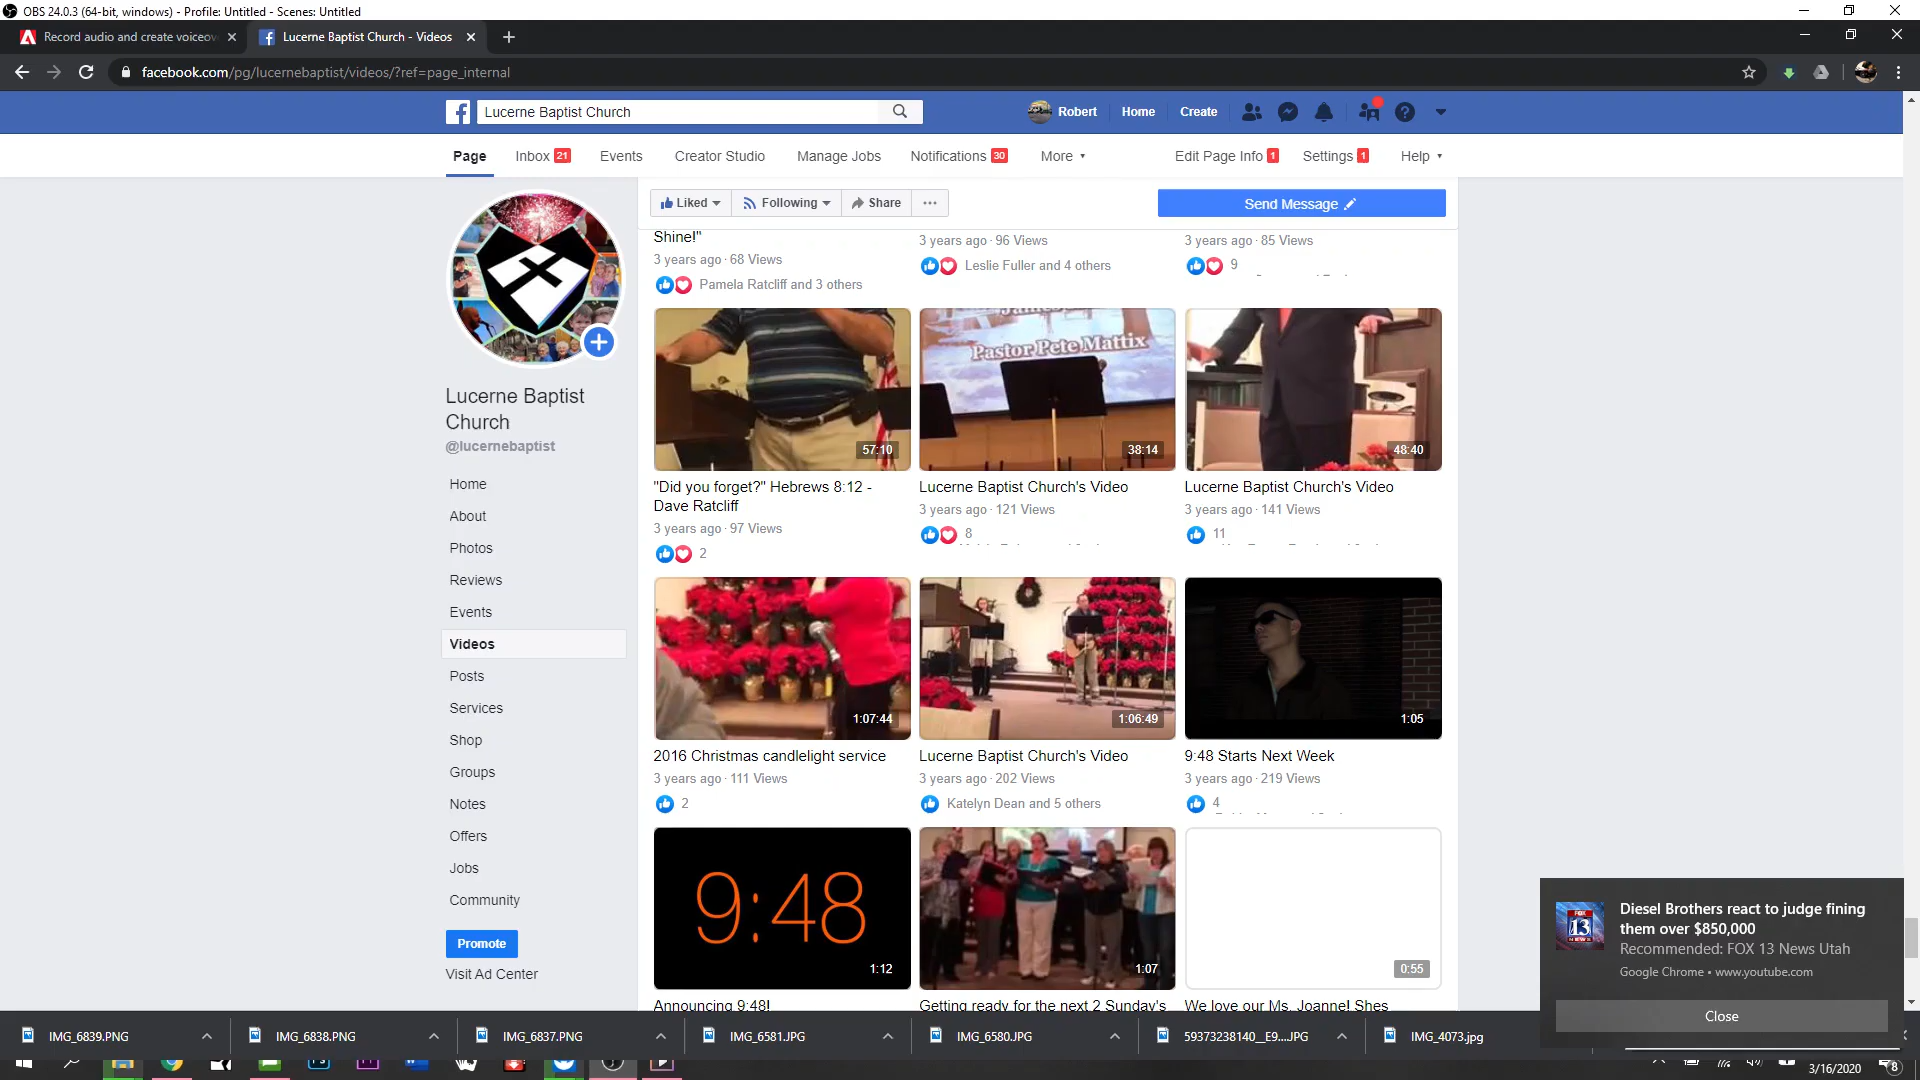 OBS 24.0.3 (64-bit, windows) - Profile: Untitled - Scenes: Untitled
Record audio and create voiceov
Lucerne Baptist Church - Videos
facebook.com/pg/lucernebaptist/videos/?ref=page_internal
Lucerne Baptist Church
Robert
Home
Create
Page
Inbox 21
Events
Creator Studio
Manage Jobs
Notifications 30
More
Edit Page Info 1
Settings 1
Help
Liked
Following
Share
Send Message
Lucerne Baptist
Church
@lucernebaptist
Home
About
Photos
Reviews
Events
Videos
Posts
Services
Shop
Groups
Notes
Offers
Jobs
Community
Promote
Visit Ad Center
Shine!"
3 years ago · 68 Views
Pamela Ratcliff and 3 others
3 years ago · 96 Views
Leslie Fuller and 4 others
3 years ago · 85 Views
9
57:10
"Did you forget?" Hebrews 8:12 -
Dave Ratcliff
3 years ago · 97 Views
2
Pastor Pete Mattix
38:14
Lucerne Baptist Church's Video
3 years ago · 121 Views
8
48:40
Lucerne Baptist Church's Video
3 years ago · 141 Views
11
1:07:44
2016 Christmas candlelight service
3 years ago · 111 Views
2
1:06:49
Lucerne Baptist Church's Video
3 years ago · 202 Views
Katelyn Dean and 5 others
1:05
9:48 Starts Next Week
3 years ago · 219 Views
4
9:48
1:12
Announcing 9:48!
1:07
Getting ready for the next 2 Sunday's
0:55
We love our Ms. Joanne! Shes
FOX
13
Diesel Brothers react to judge fining
them over $850,000
Recommended: FOX 13 News Utah
Google Chrome • www.youtube.com
Close
IMG_6839.PNG
IMG_6838.PNG
IMG_6837.PNG
IMG_6581.JPG
IMG_6580.JPG
59373238140__E9....JPG
IMG_4073.jpg
3/16/2020
8